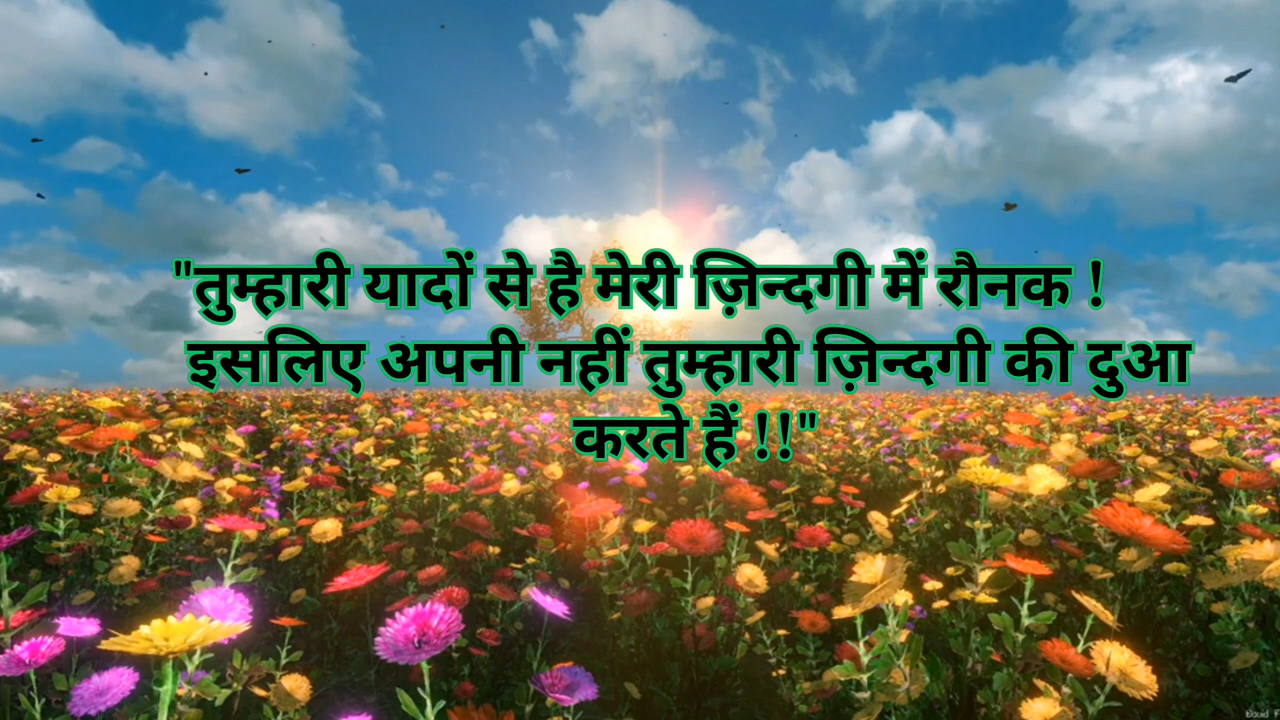 "तुम्हारी यादों से है मेरी ज़िन्दगी में रौनक !
इसलिए अपनी नहीं तुम्हारी ज़िन्दगी की दुआ
करते हैं !!"